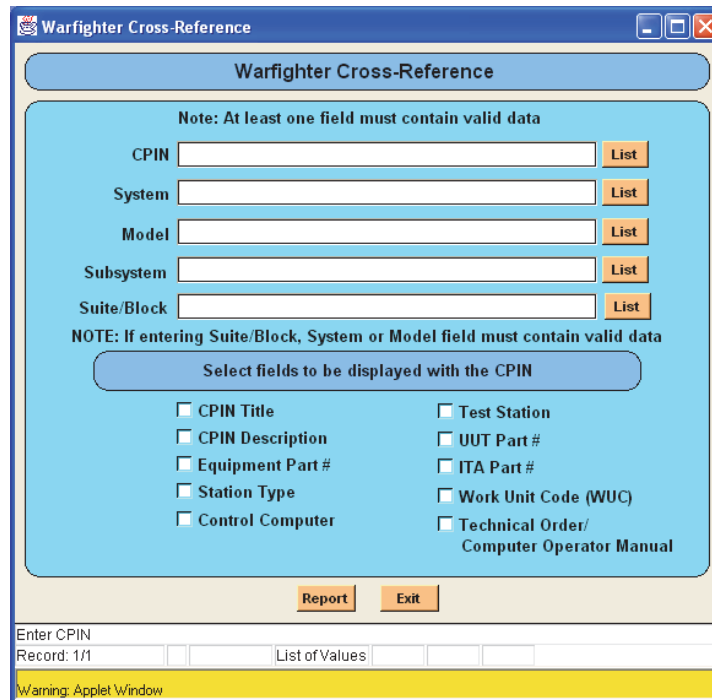 Warfighter Cross-Reference
Warfighter Cross-Reference
Note: At least one field must contain valid data
CPIN List
System List
Model List
Subsystem List
Suite/Block List
NOTE: If entering Suite/Block, System or Model field must contain valid data
Select fields to be displayed with the CPIN
CPIN Title
CPIN Description
Equipment Part #
Station Type
Control Computer
Test Station
UUT Part #
ITA Part #
Work Unit Code (WUC)
Technical Order/
Computer Operator Manual
Report Exit
Enter CPIN
Record: 1/1 List of Values
Warning: Applet Window